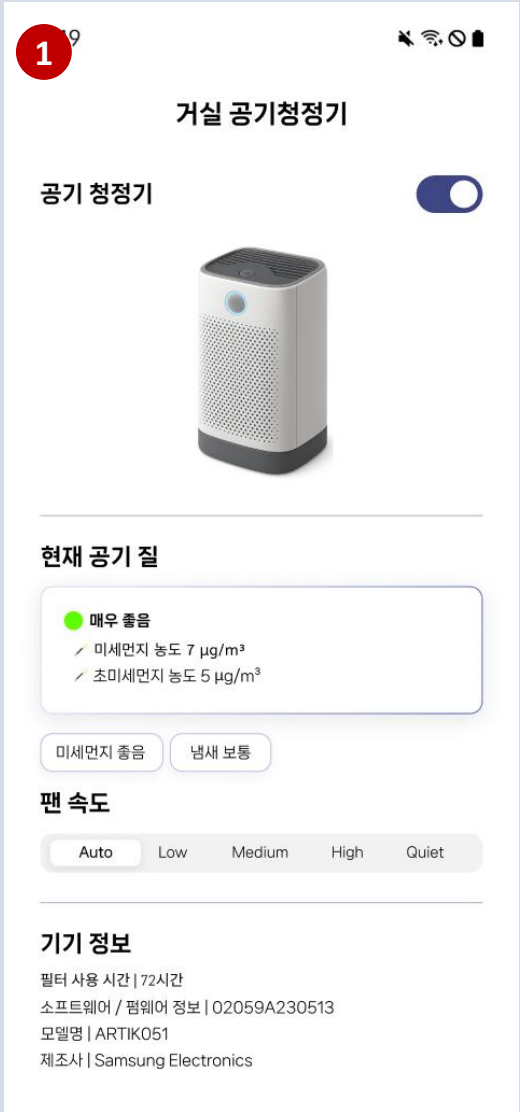 1
9
거실 공기청정기
공기 청정기
현재 공기 질
매우 좋음
미세먼지 농도 7 µg/m³
초미세먼지 농도 5 µg/m³
미세먼지 좋음 냄새 보통
팬 속도
Auto Low Medium High Quiet
기기 정보
필터 사용 시간 | 72시간
소프트웨어 / 펌웨어 정보 | 02059A230513
모델명 | ARTIK051
제조사 | Samsung Electronics